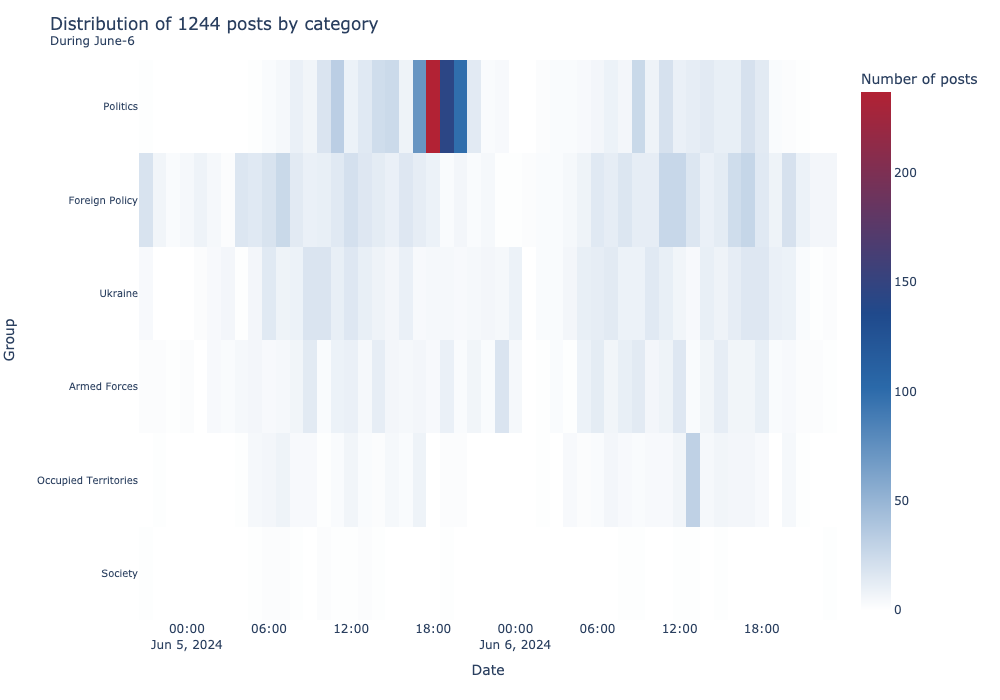 Distribution of 1244 posts by category
During June-6
Number of posts
Politics
Foreign Policy
Ukraine
Armed Forces
Occupied Territories
Society
Group
200
150
100
50
0
00:00 06:00 12:00 18:00 00:00 06:00 12:00 18:00
Jun 5, 2024 Jun 6, 2024
Date